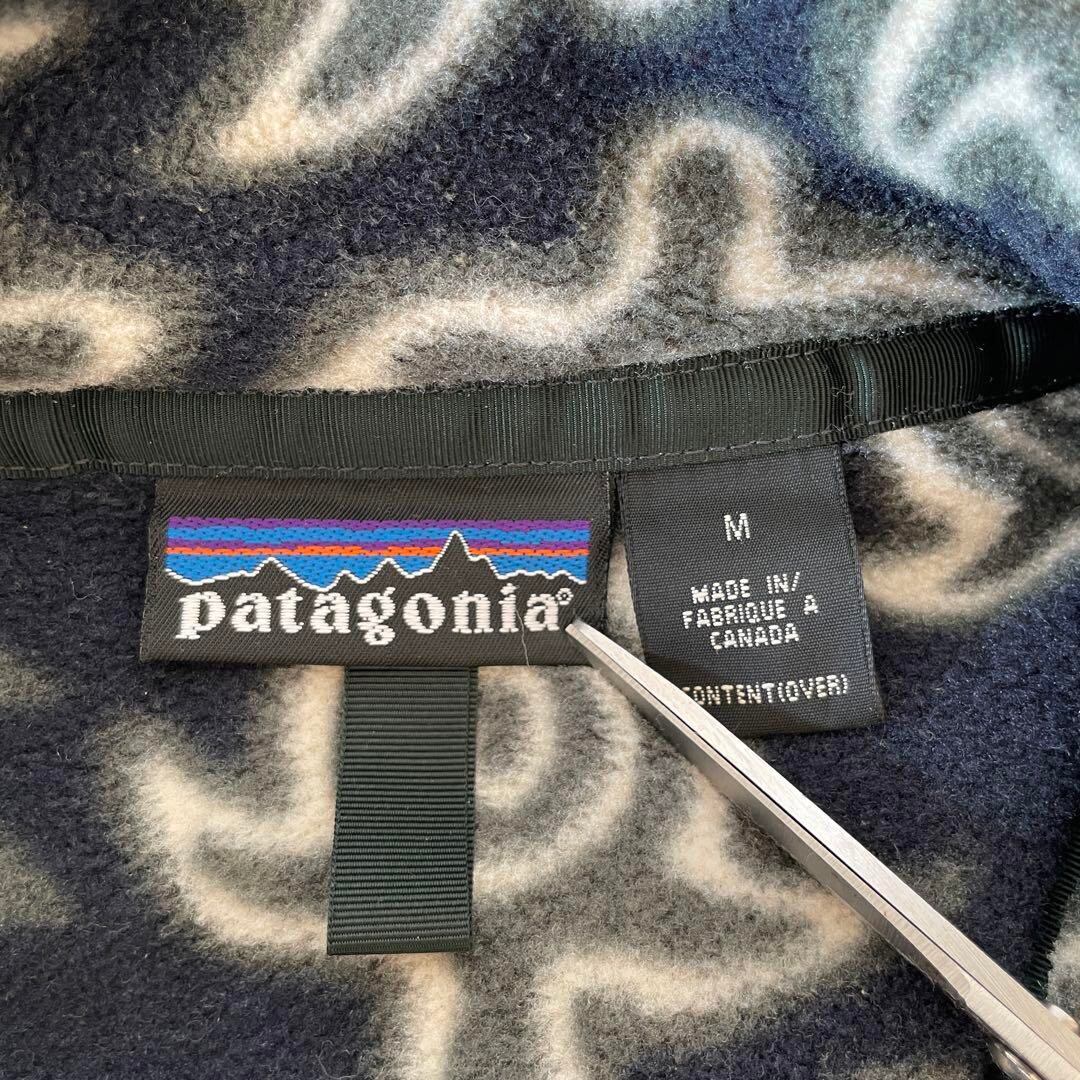 patagonia®
M
MADE IN/
FABRIQUE A
CANADA
CONTENT(OVER)